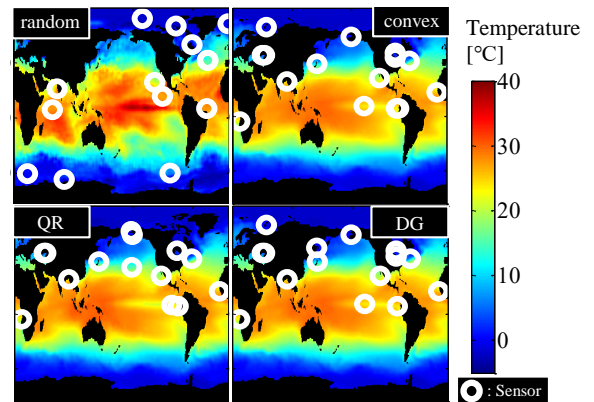 random
convex
QR
DG
Temperature
[℃]
40
30
20
10
0
: Sensor